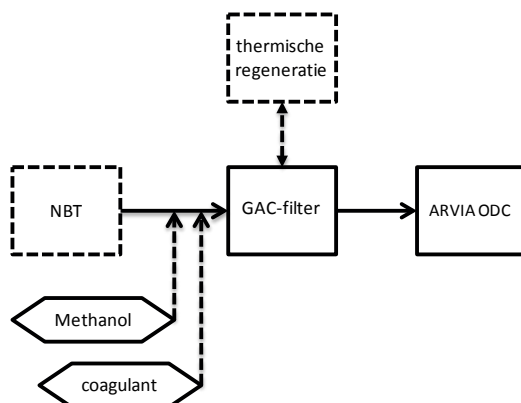 thermische
regeneratie
NBT
GAC-filter
ARVIA ODC
Methanol
coagulant